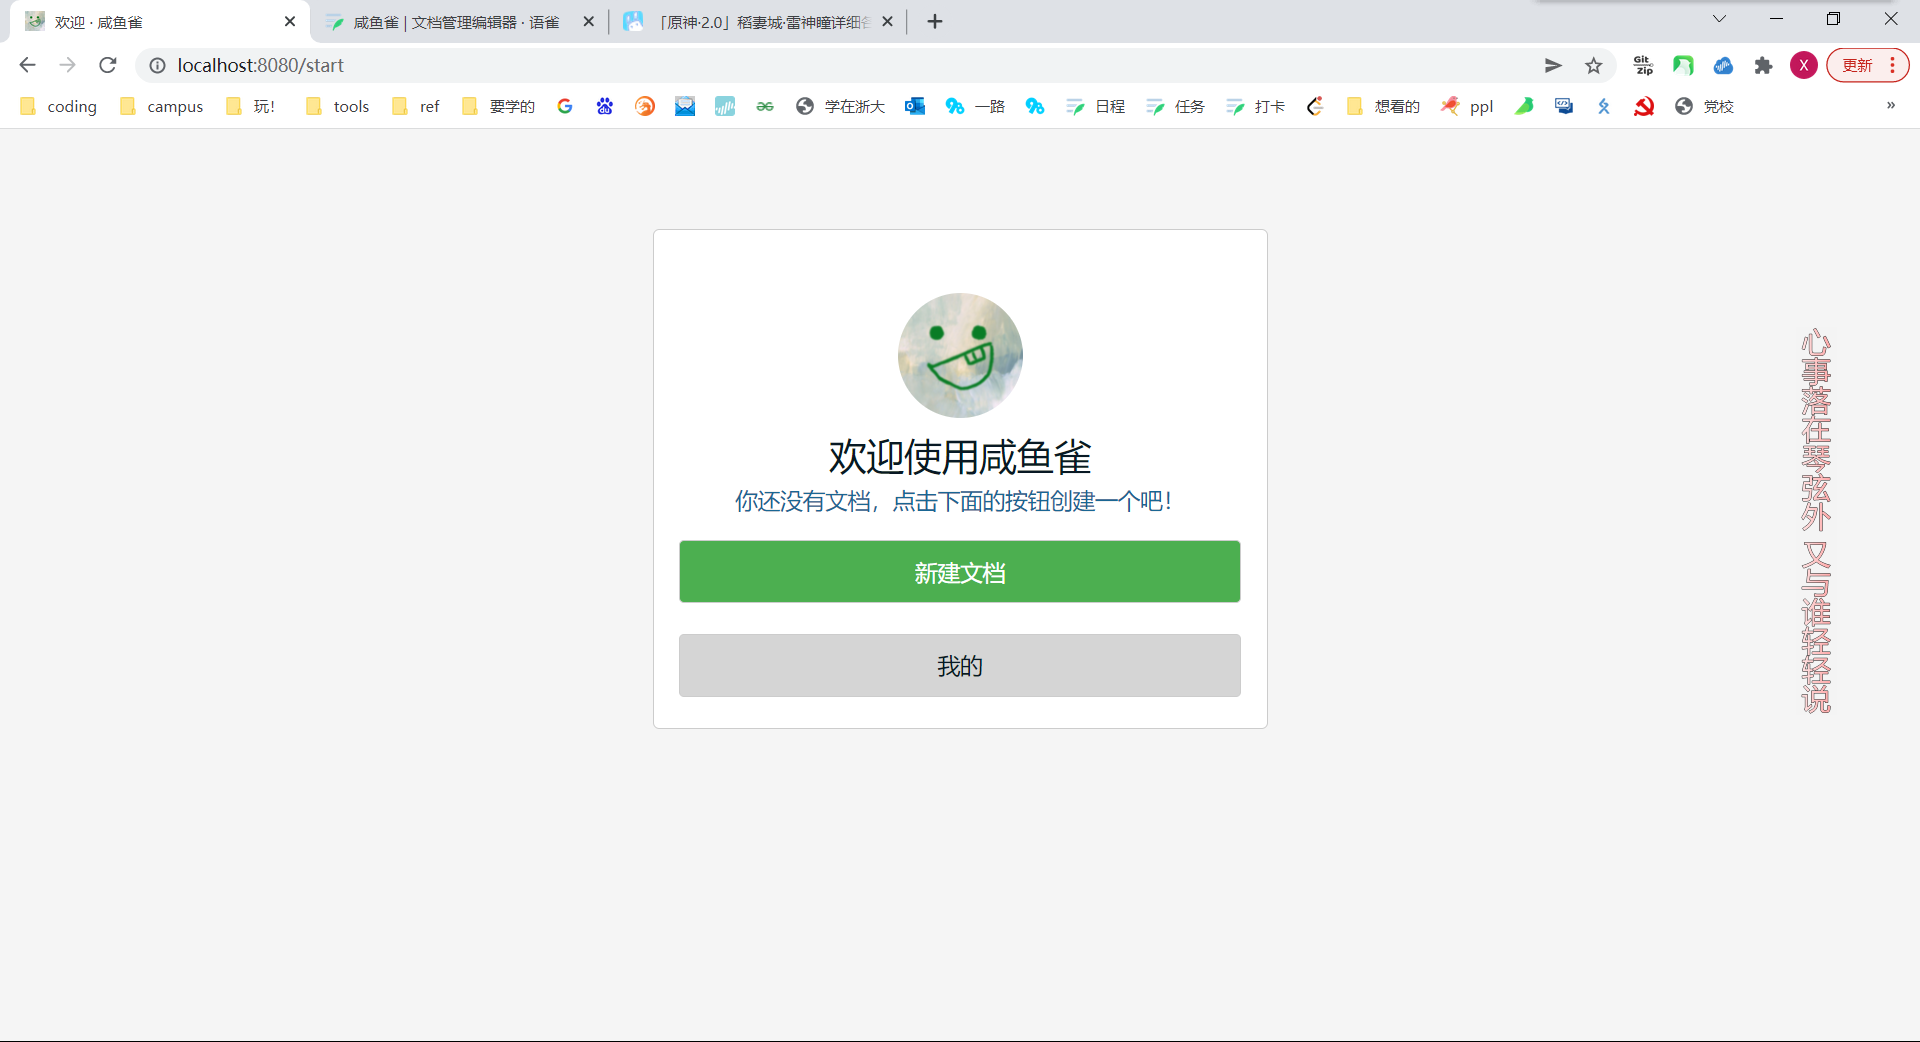 欢迎 · 咸鱼雀
咸鱼雀 | 文档管理编辑器 · 语雀
「原神·2.0」稻妻城·雷神瞳详细
localhost:8080/start
Git Zip
X
更新
coding
campus
玩！
tools
ref
要学的
学在浙大
一路
日程
任务
打卡
想看的
ppl
党校
»
欢迎使用咸鱼雀
你还没有文档，点击下面的按钮创建一个吧！
新建文档
我的
心事落在琴弦外 又与谁轻轻说